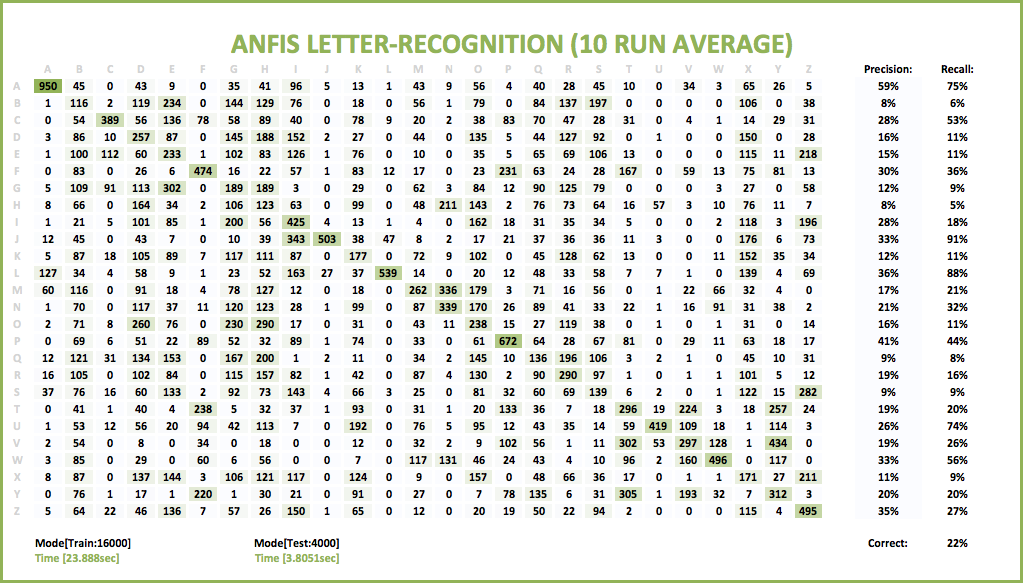 ANFIS LETTER-RECOGNITION (10 RUN AVERAGE)
A B C D E F G H I J K L M N O P Q R S T U V W X Y Z Precision: Recall:
A 950 45 0 43 9 0 35 41 96 5 13 1 43 9 56 4 40 28 45 10 0 34 3 65 26 5 59% 75%
B 1 116 2 119 234 0 144 129 76 0 18 0 56 1 79 0 84 137 197 0 0 0 0 106 0 38 8% 6%
C 0 54 389 56 136 78 58 89 40 0 78 9 20 2 38 83 70 47 28 31 0 4 1 14 29 31 28% 53%
D 3 86 10 257 87 0 145 188 152 2 27 0 44 0 135 5 44 127 92 0 1 0 0 150 0 28 16% 11%
E 1 100 112 60 233 1 102 83 126 1 76 0 10 0 35 5 65 69 106 13 0 0 0 115 11 218 15% 11%
F 0 83 0 26 6 474 16 22 57 1 83 12 17 0 23 231 63 24 28 167 0 59 13 75 81 13 30% 36%
G 5 109 91 113 302 0 189 189 3 0 29 0 62 3 84 12 90 125 79 0 0 0 3 27 0 58 12% 9%
H 8 66 0 164 34 2 106 123 63 0 99 0 48 211 143 2 76 73 64 16 57 3 10 76 11 7 8% 5%
I 1 21 5 101 85 1 200 56 425 4 13 1 4 0 162 18 31 35 34 5 0 0 2 118 3 196 28% 18%
J 12 45 0 43 7 0 10 39 343 503 38 47 8 2 17 21 37 36 36 11 3 0 0 176 6 73 33% 91%
K 5 87 18 105 89 7 117 111 87 0 177 0 72 9 102 0 45 128 62 13 0 0 11 152 35 34 12% 11%
L 127 34 4 58 9 1 23 52 163 27 37 539 14 0 20 12 48 33 58 7 7 1 0 139 4 69 36% 88%
M 60 116 0 91 18 4 78 127 12 0 18 0 262 336 179 3 71 16 56 0 1 22 66 32 4 0 17% 21%
N 1 70 0 117 37 11 120 123 28 1 99 0 87 339 170 26 89 41 33 22 1 16 91 31 38 2 21% 32%
O 2 71 8 260 76 0 230 290 17 0 31 0 43 11 238 15 27 119 38 0 1 0 1 31 0 14 16% 11%
P 0 69 6 51 22 89 52 32 89 1 74 0 33 0 61 672 64 28 67 81 0 29 11 63 18 17 41% 44%
Q 12 121 31 134 153 0 167 200 1 2 11 0 34 2 145 10 136 196 106 3 2 1 0 45 10 31 9% 8%
R 16 105 0 102 84 0 115 157 82 1 42 0 87 4 130 2 90 290 97 1 0 1 1 101 5 12 19% 16%
S 37 76 16 60 133 2 92 73 143 4 66 3 25 0 81 32 60 69 139 6 2 0 1 122 15 282 9% 9%
T 0 41 1 40 4 238 5 32 37 1 93 0 31 1 20 133 36 7 18 296 19 224 3 18 257 24 19% 20%
U 1 53 12 56 20 94 42 113 7 0 192 0 76 5 95 12 43 35 14 59 419 109 18 1 114 3 26% 74%
V 2 54 0 8 0 34 0 18 0 0 12 0 32 2 9 102 56 1 11 302 53 297 128 1 434 0 19% 26%
W 3 85 0 29 0 60 6 56 0 0 7 0 117 131 46 24 43 4 10 96 2 160 496 0 117 0 33% 56%
X 8 87 0 137 144 3 106 121 117 0 124 0 9 0 157 0 48 66 36 17 0 1 1 171 27 211 11% 9%
Y 0 76 1 17 1 220 1 30 21 0 91 0 27 0 7 78 135 6 31 305 1 193 32 7 312 3 20% 20%
Z 5 64 22 46 136 7 57 26 150 1 65 0 12 0 20 19 50 22 94 2 0 0 0 115 4 495 35% 27%
Mode[Train:16000] Mode[Test:4000] Correct: 22%
Time [23.888sec] Time [3.8051sec]